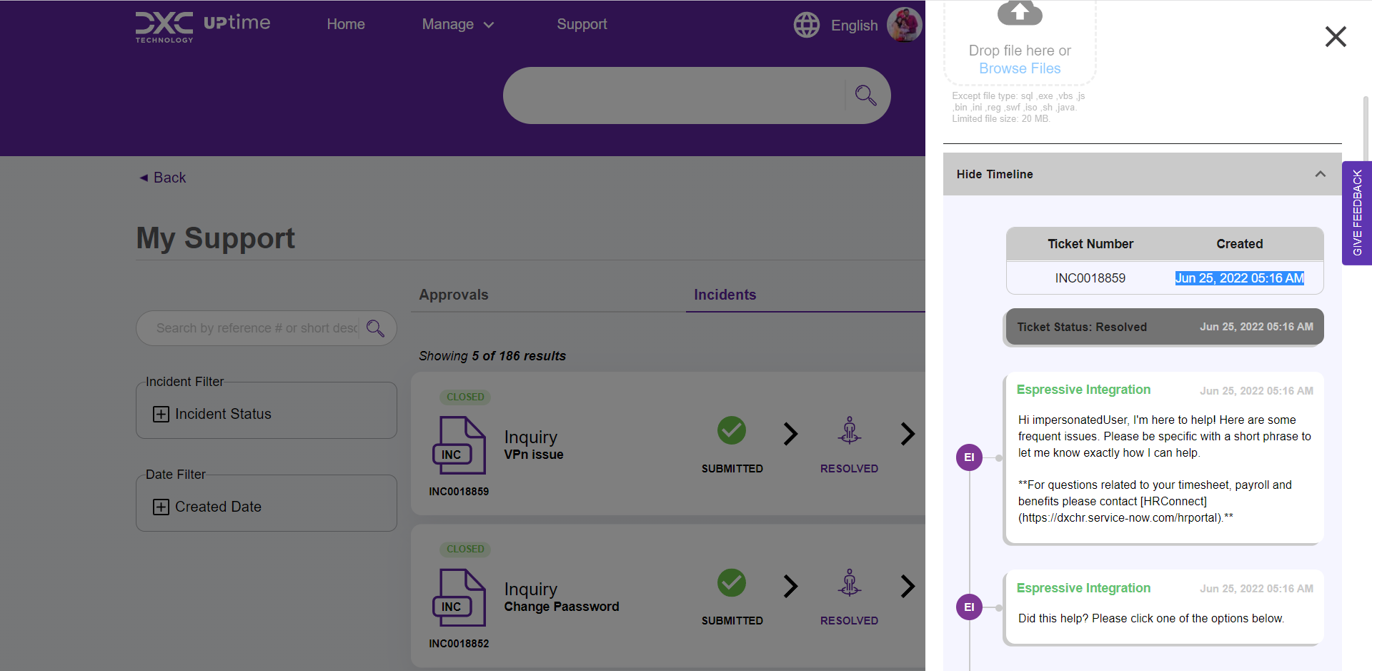 DXC
TECHNOLOGY
UPtime
Home
Manage
Support
English
◄ Back
My Support
Search by reference # or short desc
Incident Filter
Incident Status
Date Filter
Created Date
Approvals
Incidents
Showing 5 of 186 results
CLOSED
INC
INC0018859
Inquiry
VPn issue
SUBMITTED
RESOLVED
CLOSED
INC
INC0018852
Inquiry
Change Paassword
SUBMITTED
RESOLVED
Drop file here or
Browse Files
Except file type: sql ,exe ,vbs ,js
,bin ,ini ,reg ,swf ,iso ,sh ,java.
Limited file size: 20 MB.
Hide Timeline
GIVE FEEDBACK
Ticket Number Created
INC0018859 Jun 25, 2022 05:16 AM
Ticket Status: Resolved Jun 25, 2022 05:16 AM
EI
Espressive Integration Jun 25, 2022 05:16 AM
Hi impersonatedUser, I'm here to help! Here are some
frequent issues. Please be specific with a short phrase to
let me know exactly how I can help.
**For questions related to your timesheet, payroll and
benefits please contact [HRConnect]
(https://dxchr.service-now.com/hrportal).**
EI
Espressive Integration Jun 25, 2022 05:16 AM
Did this help? Please click one of the options below.